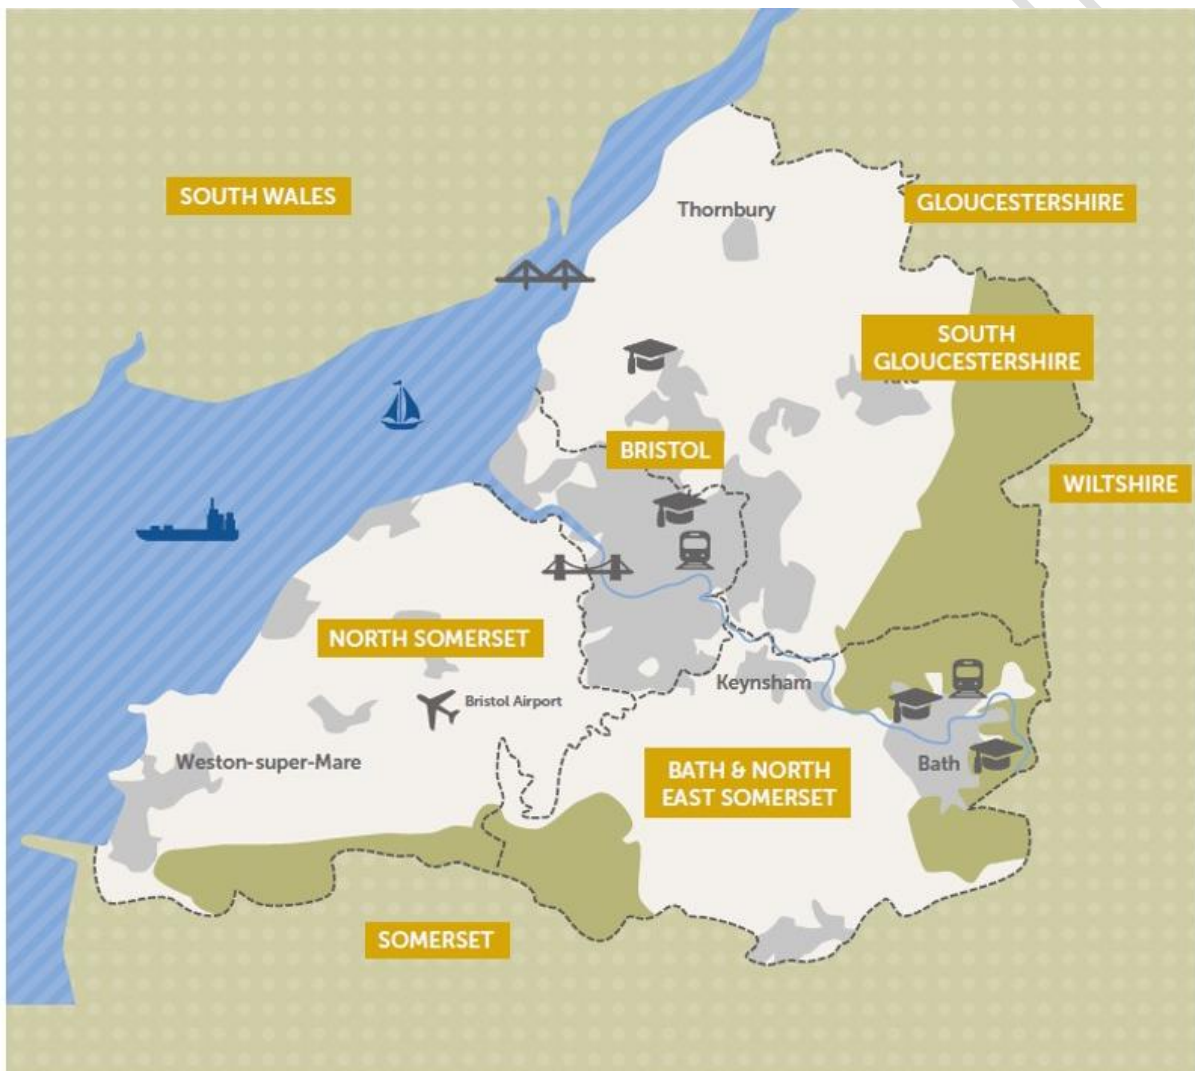 SOUTH WALES
GLOUCESTERSHIRE
Thornbury
SOUTH
GLOUCESTERSHIRE
BRISTOL
WILTSHIRE
NORTH SOMERSET
Keynsham
Bristol Airport
Weston-super-Mare
BATH & NORTH
EAST SOMERSET
Bath
SOMERSET